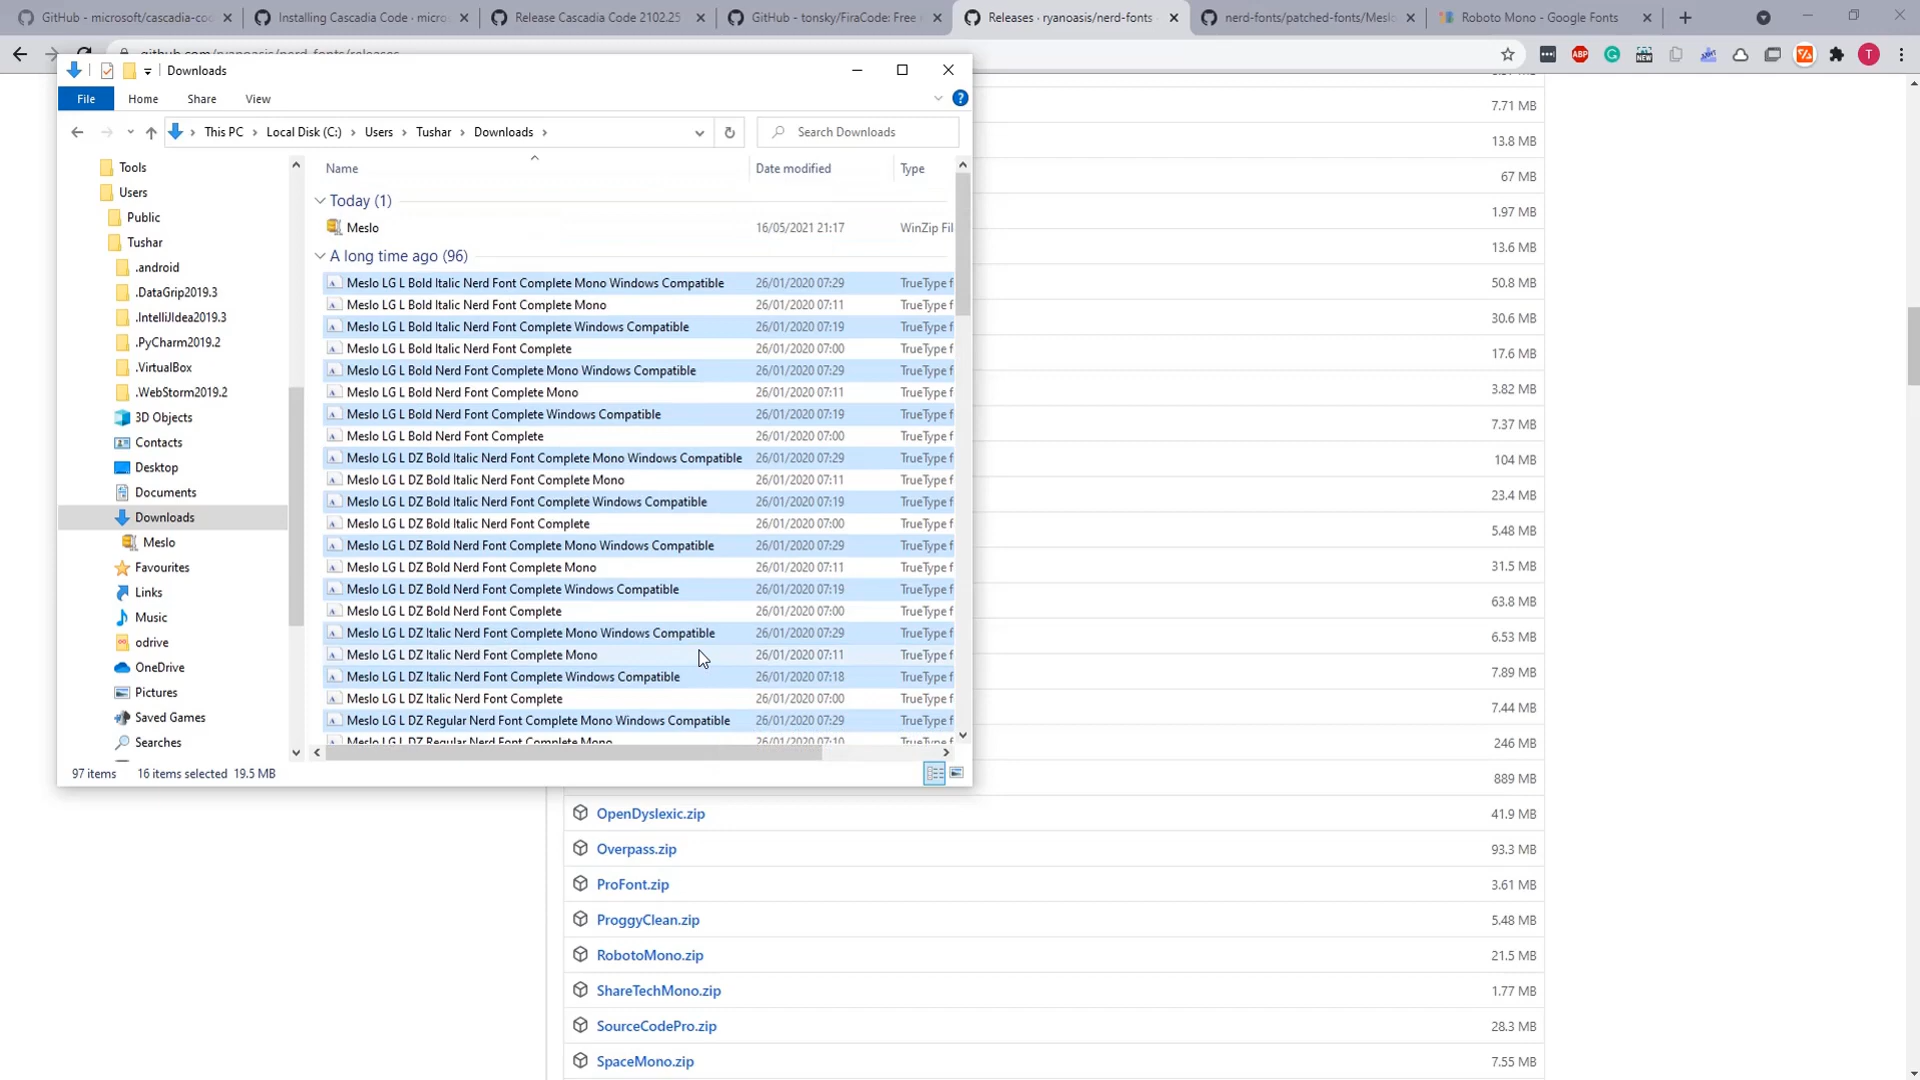 GitHub - microsoft/cascadia-co
Installing Cascadia Code · micro
Release Cascadia Code 2102.25
GitHub - tonsky/FiraCode: Free
Releases · ryanoasis/nerd-fonts
nerd-fonts/patched-fonts/Mesl
Roboto Mono - Google Fonts
github.com/ryanoasis/nerd-fonts/releases
ABP
NEW
T
Downloads
File
Home
Share
View
This PC
Local Disk (C:)
Users
Tushar
Downloads
Search Downloads
Name
Date modified
Type
Tools
Users
Public
Tushar
.android
.DataGrip2019.3
.IntelliJIdea2019.3
.PyCharm2019.2
.VirtualBox
.WebStorm2019.2
3D Objects
Contacts
Desktop
Documents
Downloads
Meslo
Favourites
Links
Music
odrive
OneDrive
Pictures
Saved Games
Searches
Today (1)
Meslo 16/05/2021 21:17 WinZip Fil
A long time ago (96)
Meslo LG L Bold Italic Nerd Font Complete Mono Windows Compatible 26/01/2020 07:29 TrueType f
Meslo LG L Bold Italic Nerd Font Complete Mono 26/01/2020 07:11 TrueType f
Meslo LG L Bold Italic Nerd Font Complete Windows Compatible 26/01/2020 07:19 TrueType f
Meslo LG L Bold Italic Nerd Font Complete 26/01/2020 07:00 TrueType f
Meslo LG L Bold Nerd Font Complete Mono Windows Compatible 26/01/2020 07:29 TrueType f
Meslo LG L Bold Nerd Font Complete Mono 26/01/2020 07:11 TrueType f
Meslo LG L Bold Nerd Font Complete Windows Compatible 26/01/2020 07:19 TrueType f
Meslo LG L Bold Nerd Font Complete 26/01/2020 07:00 TrueType f
Meslo LG L DZ Bold Italic Nerd Font Complete Mono Windows Compatible 26/01/2020 07:29 TrueType f
Meslo LG L DZ Bold Italic Nerd Font Complete Mono 26/01/2020 07:11 TrueType f
Meslo LG L DZ Bold Italic Nerd Font Complete Windows Compatible 26/01/2020 07:19 TrueType f
Meslo LG L DZ Bold Italic Nerd Font Complete 26/01/2020 07:00 TrueType f
Meslo LG L DZ Bold Nerd Font Complete Mono Windows Compatible 26/01/2020 07:29 TrueType f
Meslo LG L DZ Bold Nerd Font Complete Mono 26/01/2020 07:11 TrueType f
Meslo LG L DZ Bold Nerd Font Complete Windows Compatible 26/01/2020 07:19 TrueType f
Meslo LG L DZ Bold Nerd Font Complete 26/01/2020 07:00 TrueType f
Meslo LG L DZ Italic Nerd Font Complete Mono Windows Compatible 26/01/2020 07:29 TrueType f
Meslo LG L DZ Italic Nerd Font Complete Mono 26/01/2020 07:11 TrueType f
Meslo LG L DZ Italic Nerd Font Complete Windows Compatible 26/01/2020 07:18 TrueType f
Meslo LG L DZ Italic Nerd Font Complete 26/01/2020 07:00 TrueType f
Meslo LG L DZ Regular Nerd Font Complete Mono Windows Compatible 26/01/2020 07:29 TrueType f
Meslo LG L DZ Regular Nerd Font Complete Mono 26/01/2020 07:10 TrueType f
97 items 16 items selected 19.5 MB
7.71 MB
13.8 MB
67 MB
1.97 MB
13.6 MB
50.8 MB
30.6 MB
17.6 MB
3.82 MB
7.37 MB
104 MB
23.4 MB
5.48 MB
31.5 MB
63.8 MB
6.53 MB
7.89 MB
7.44 MB
246 MB
889 MB
OpenDyslexic.zip 41.9 MB
Overpass.zip 93.3 MB
ProFont.zip 3.61 MB
ProggyClean.zip 5.48 MB
RobotoMono.zip 21.5 MB
ShareTechMono.zip 1.77 MB
SourceCodePro.zip 28.3 MB
SpaceMono.zip 7.55 MB